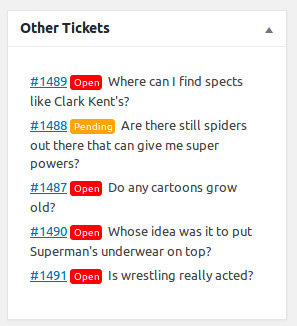 Other Tickets
#1489 Open Where can I find spects
like Clark Kent's?
#1488 Pending Are there still spiders
out there that can give me super
powers?
#1487 Open Do any cartoons grow
old?
#1490 Open Whose idea was it to put
Superman's underwear on top?
#1491 Open Is wrestling really acted?